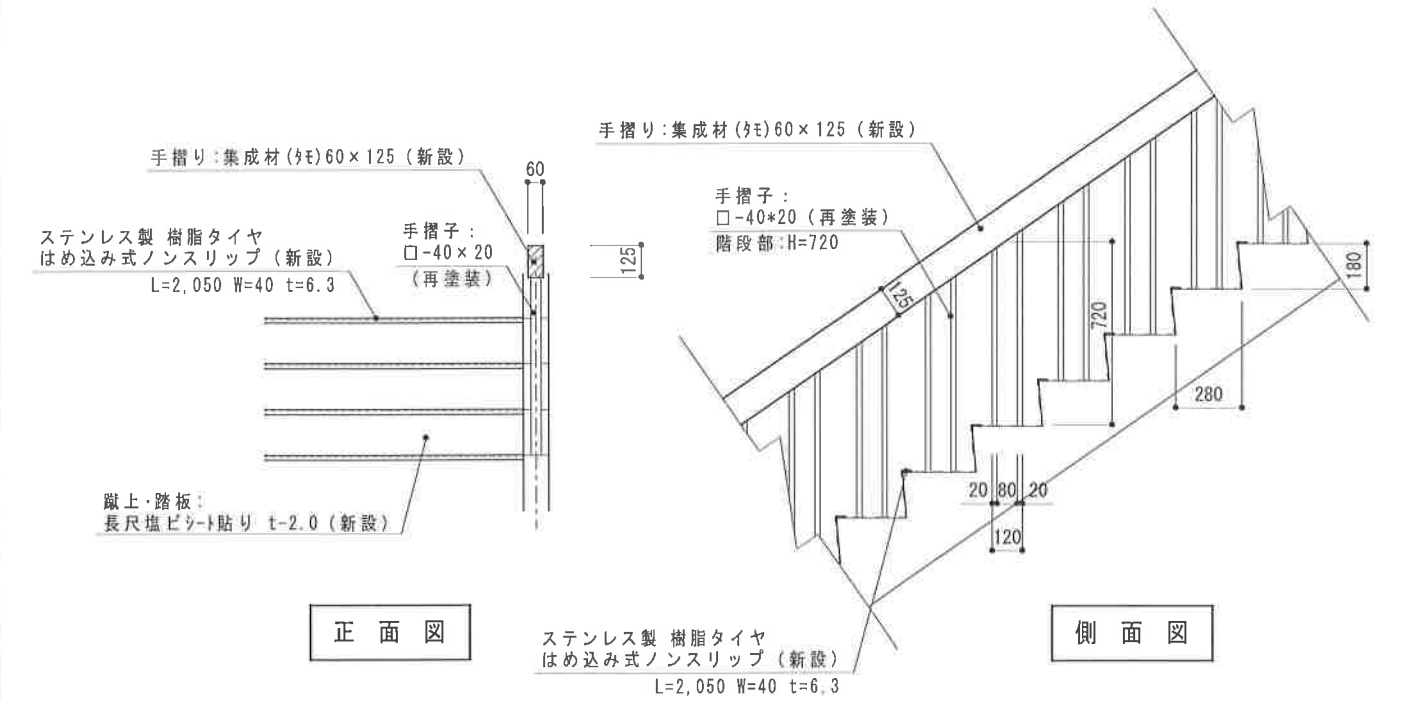 手摺り:集成材(ﾀﾓ)60×125 (新設)
60
ステンレス製 樹脂タイヤ
はめ込み式ノンスリップ (新設)
L=2,050 W=40 t=6.3
手摺子:
□-40×20
(再塗装)
125
蹴上・踏板:
長尺塩ビシｰﾄ貼り t-2.0 (新設)
正面図
手摺り:集成材(ﾀﾓ)60×125 (新設)
手摺子:
□-40*20 (再塗装)
階段部:H=720
125
720
180
280
20
80
20
120
ステンレス製 樹脂タイヤ
はめ込み式ノンスリップ (新設)
L=2,050 W=40 t=6.3
側面図